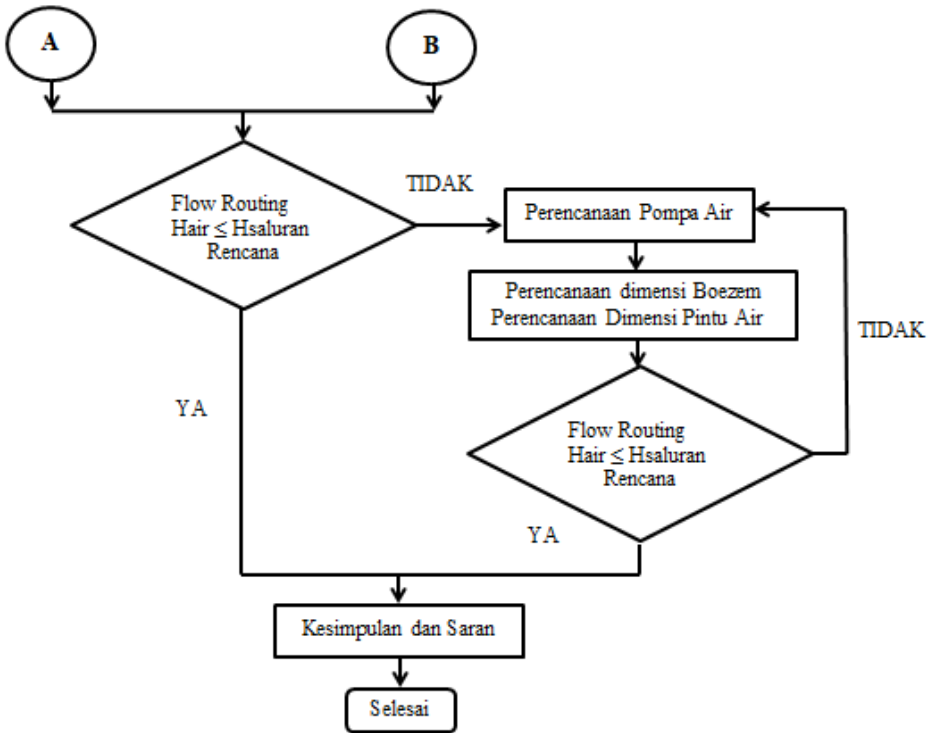 A
B
Flow Routing
Hair ≤ Hsaluran
Rencana
TIDAK
Perencanaan Pompa Air
Perencanaan dimensi Boezem
Perencanaan Dimensi Pintu Air
TIDAK
YA
Flow Routing
Hair ≤ Hsaluran
Rencana
YA
Kesimpulan dan Saran
Selesai